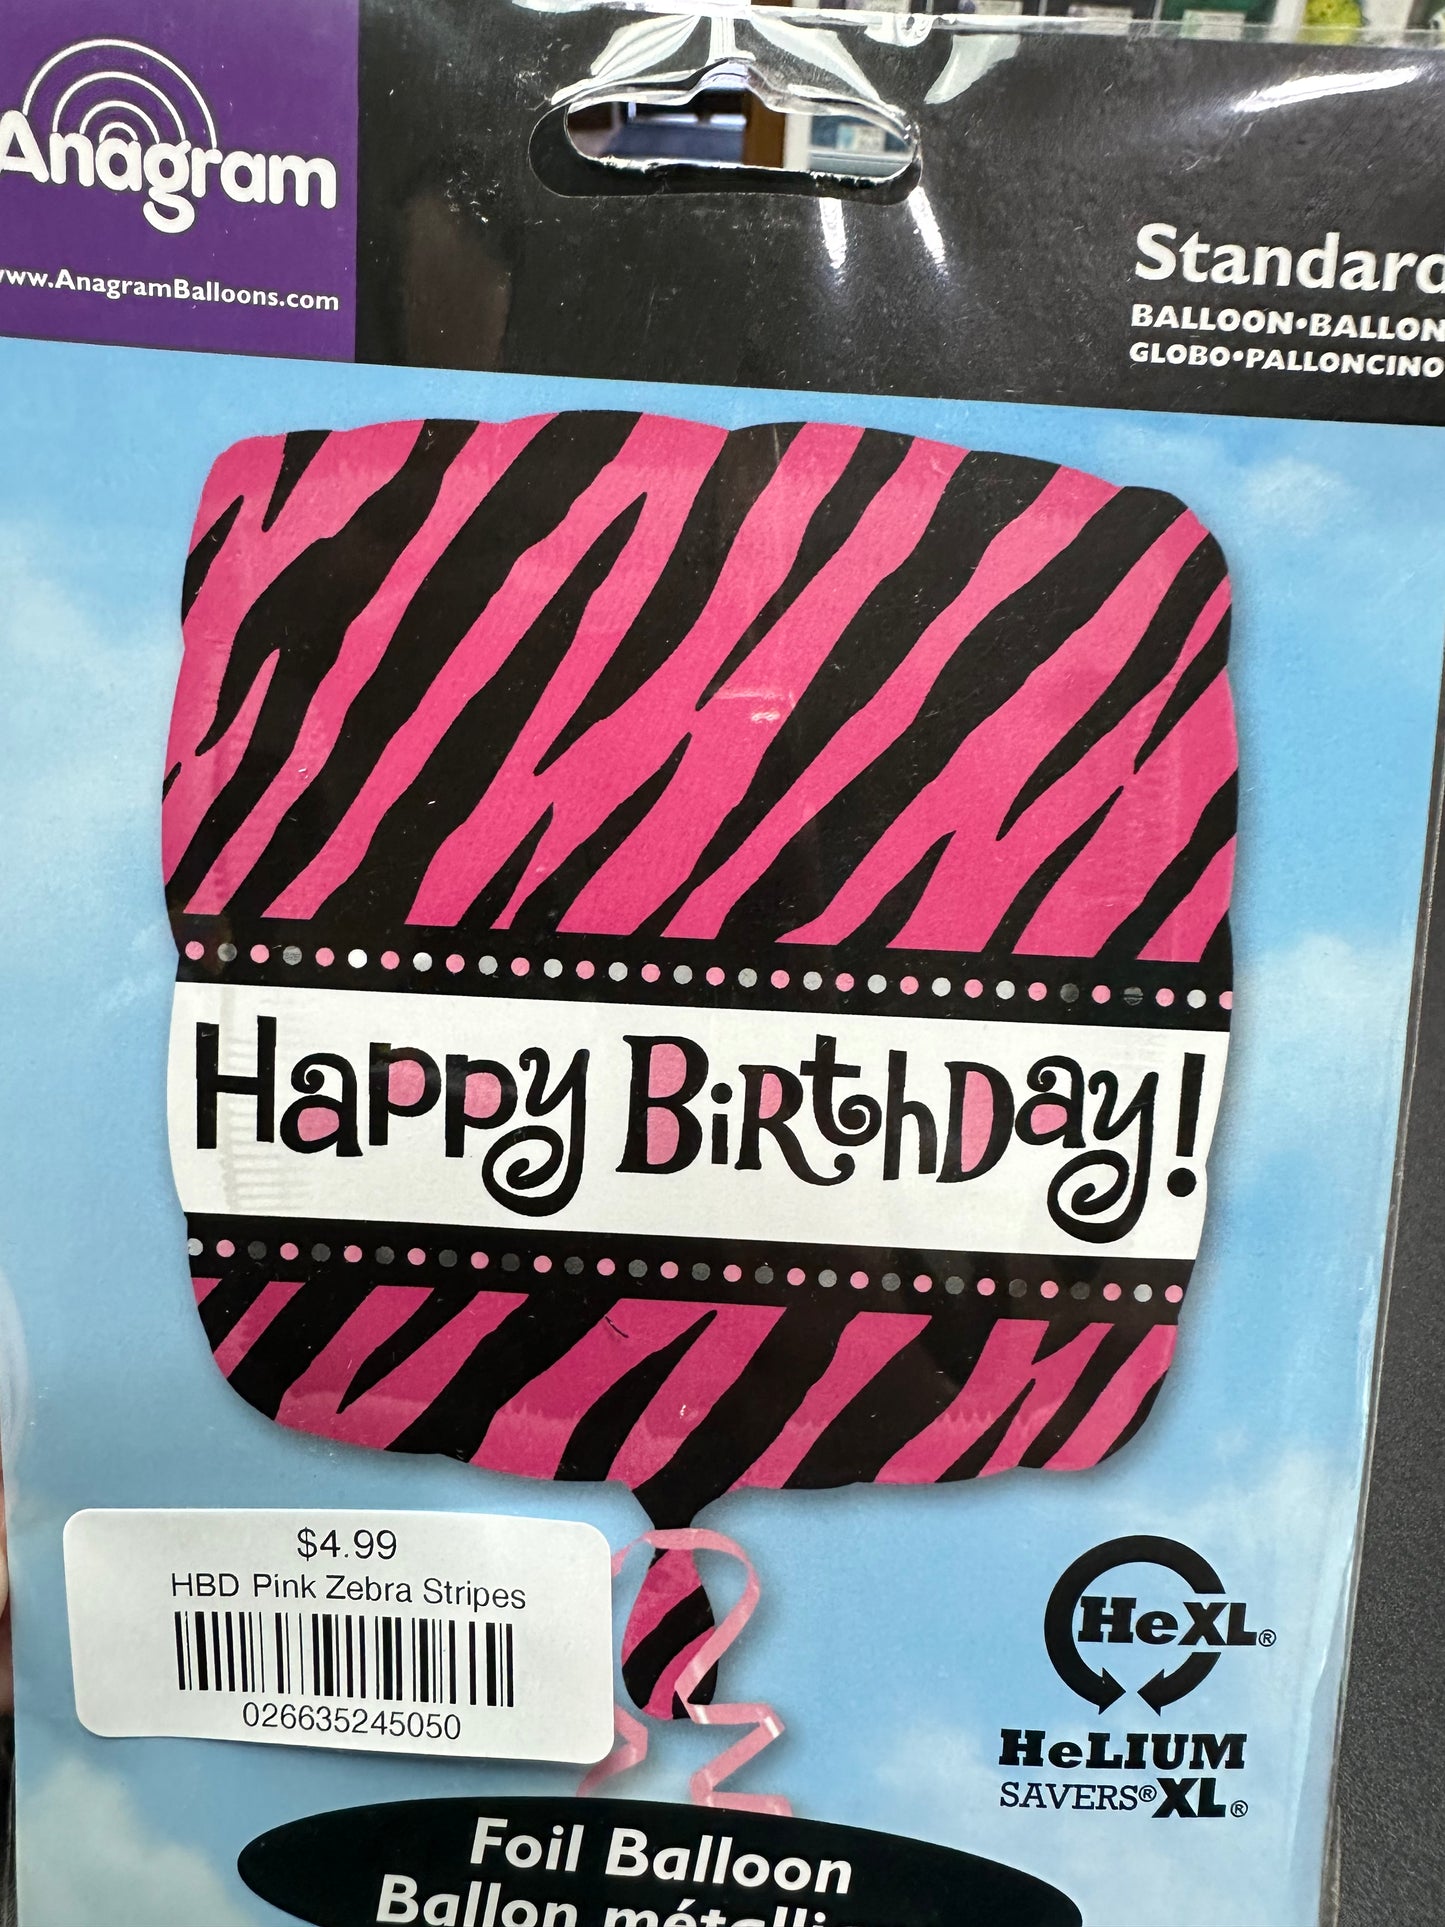 Anagram
www.AnagramBalloons.com
Standard
BALLOON•BALLON
GLOBO•PALLONCINO
Happy Birthday!
$4.99
HBD Pink Zebra Stripes
026635245050
HeXL®
HeLIUM
SAVERS®XL®
Foil Balloon
Ballon